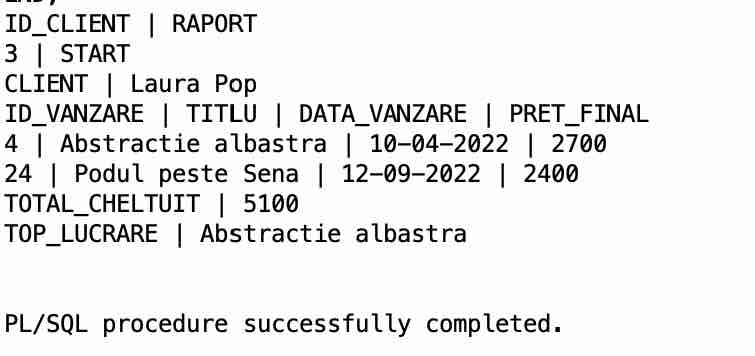 ID_CLIENT | RAPORT
3 | START
CLIENT | Laura Pop
ID_VANZARE | TITLU | DATA_VANZARE | PRET_FINAL
4 | Abstractie albastra | 10-04-2022 | 2700
24 | Podul peste Sena | 12-09-2022 | 2400
TOTAL_CHELTUIT | 5100
TOP_LUCRARE | Abstractie albastra
PL/SQL procedure successfully completed.